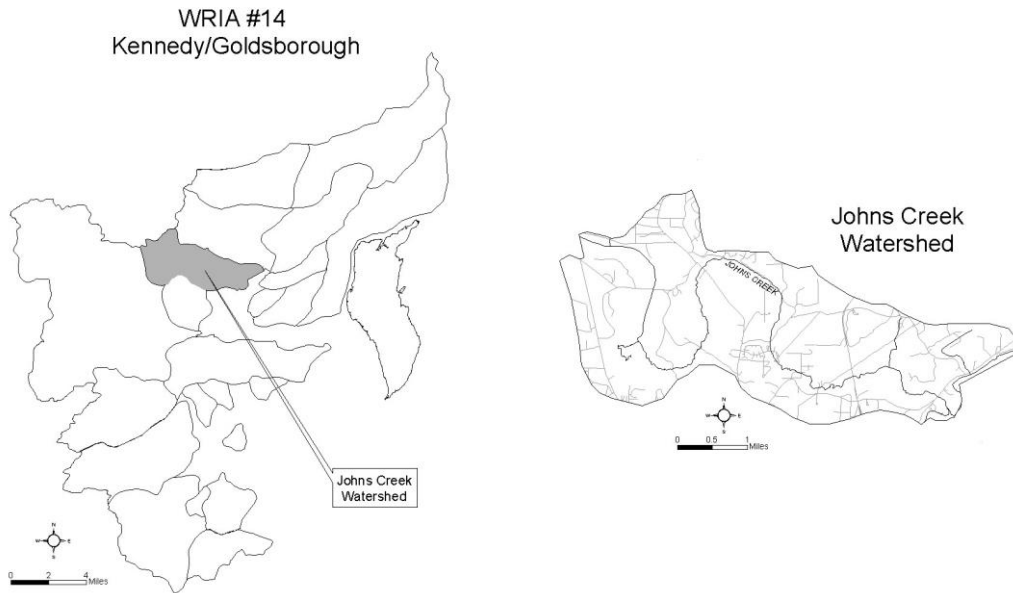 WRIA #14
Kennedy/Goldsborough
Johns Creek
Watershed
N
W E
S
0 2 4
Miles
Johns Creek
Watershed
JOHNS CREEK
N
W E
S
0 0.5 1
Miles